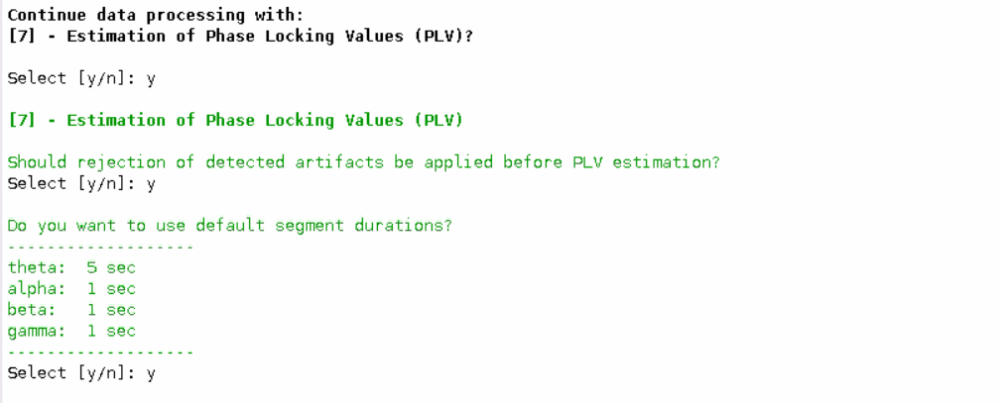 Continue data processing with:
[7] - Estimation of Phase Locking Values (PLV)?
Select [y/n]: y
[7] - Estimation of Phase Locking Values (PLV)
Should rejection of detected artifacts be applied before PLV estimation?
Select [y/n]: y
Do you want to use default segment durations?
-------------------
theta:  5 sec
alpha:  1 sec
beta:   1 sec
gamma:  1 sec
-------------------
Select [y/n]: y